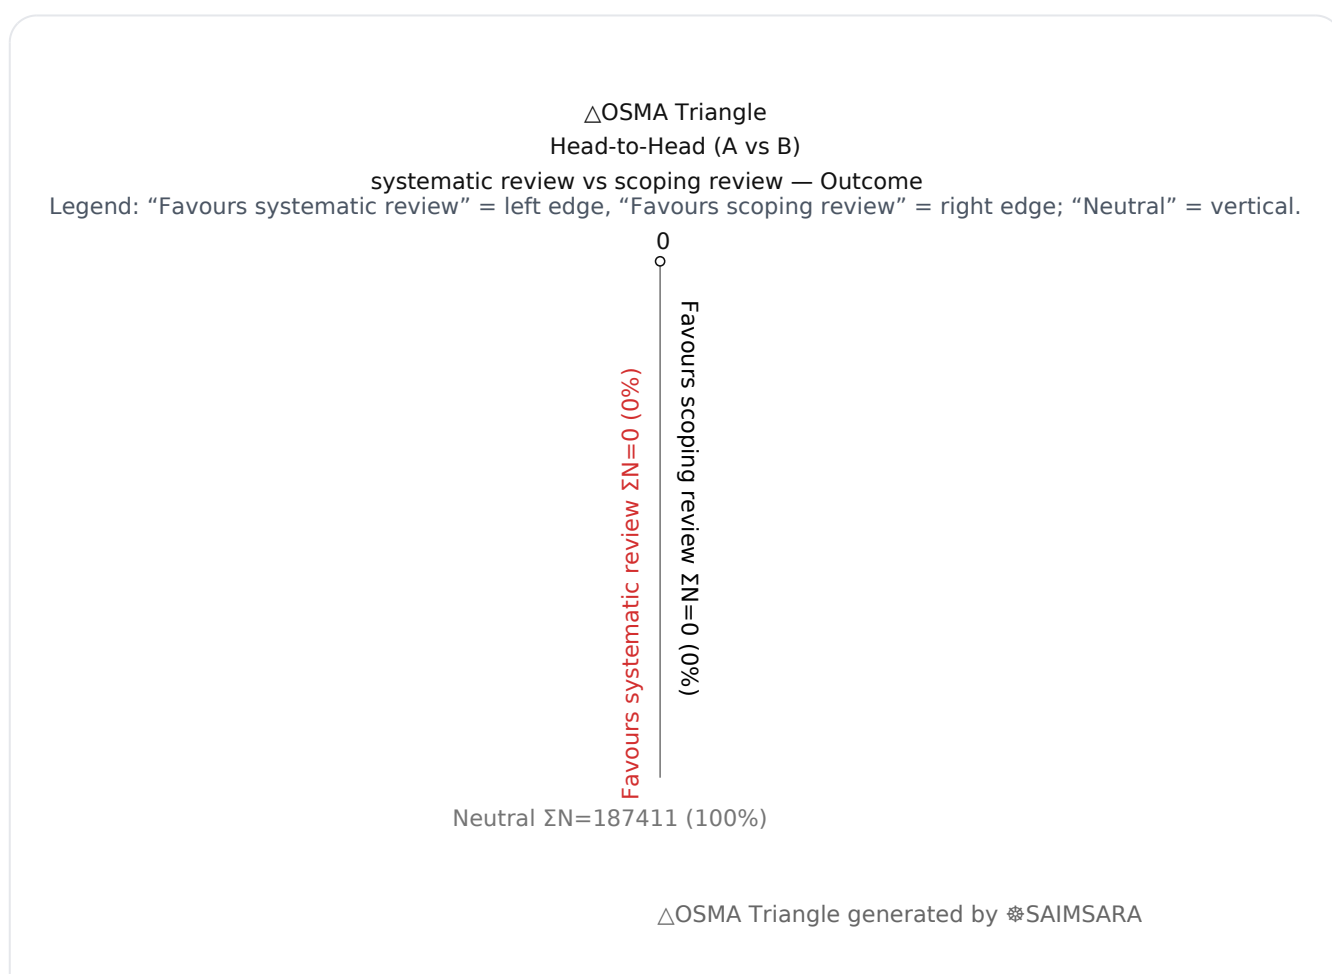 △OSMA Triangle
Head-to-Head (A vs B)
systematic review vs scoping review — Outcome
Legend: “Favours systematic review” = left edge, “Favours scoping review” = right edge; “Neutral” = vertical.
0
Favours systematic review ΣN=0 (0%)
Favours scoping review ΣN=0 (0%)
Neutral ΣN=187411 (100%)
△OSMA Triangle generated by ☸SAIMSARA